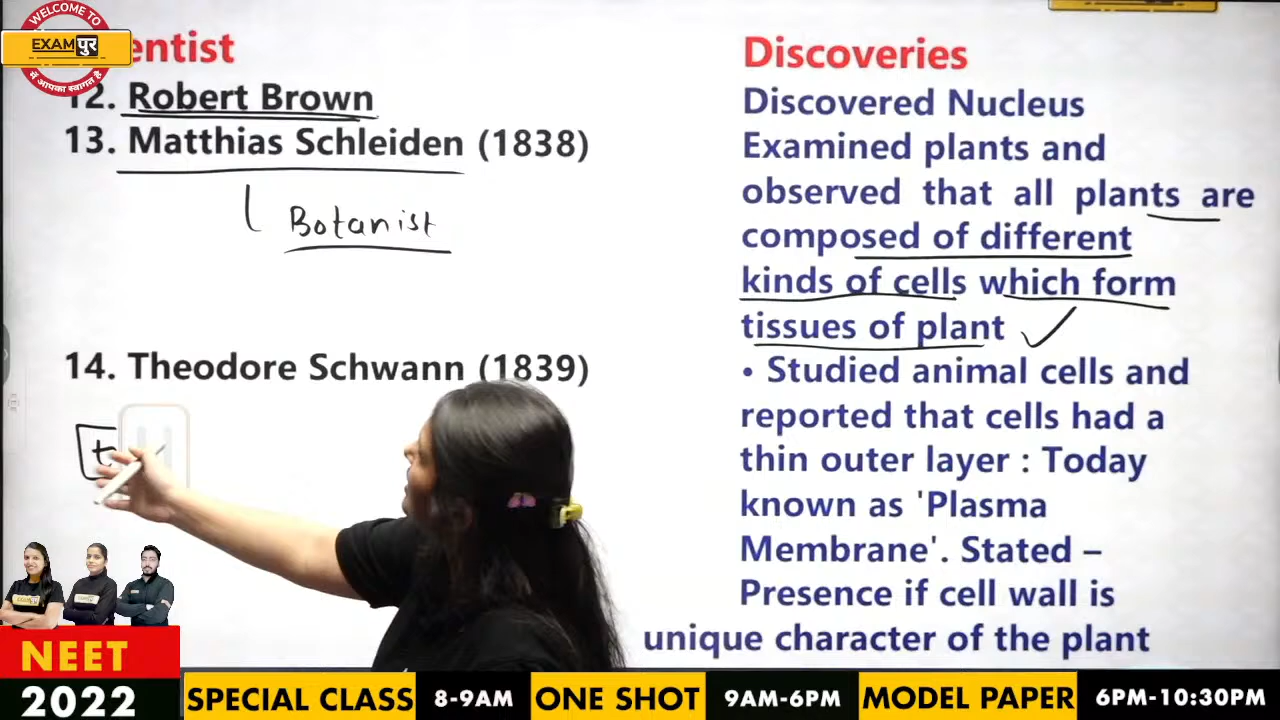 WELCOME TO
EXAMपुर
में आपका स्वागत है
entist
Discoveries
12. Robert Brown
Discovered Nucleus
13. Matthias Schleiden (1838)
Examined plants and
observed that all plants are
composed of different
kinds of cells which form
tissues of plant
Botanist
14. Theodore Schwann (1839)
• Studied animal cells and
reported that cells had a
thin outer layer : Today
known as 'Plasma
Membrane'. Stated –
Presence if cell wall is
unique character of the plant
t
NEET
2022
SPECIAL CLASS
8-9AM
ONE SHOT
9AM-6PM
MODEL PAPER
6PM-10:30PM